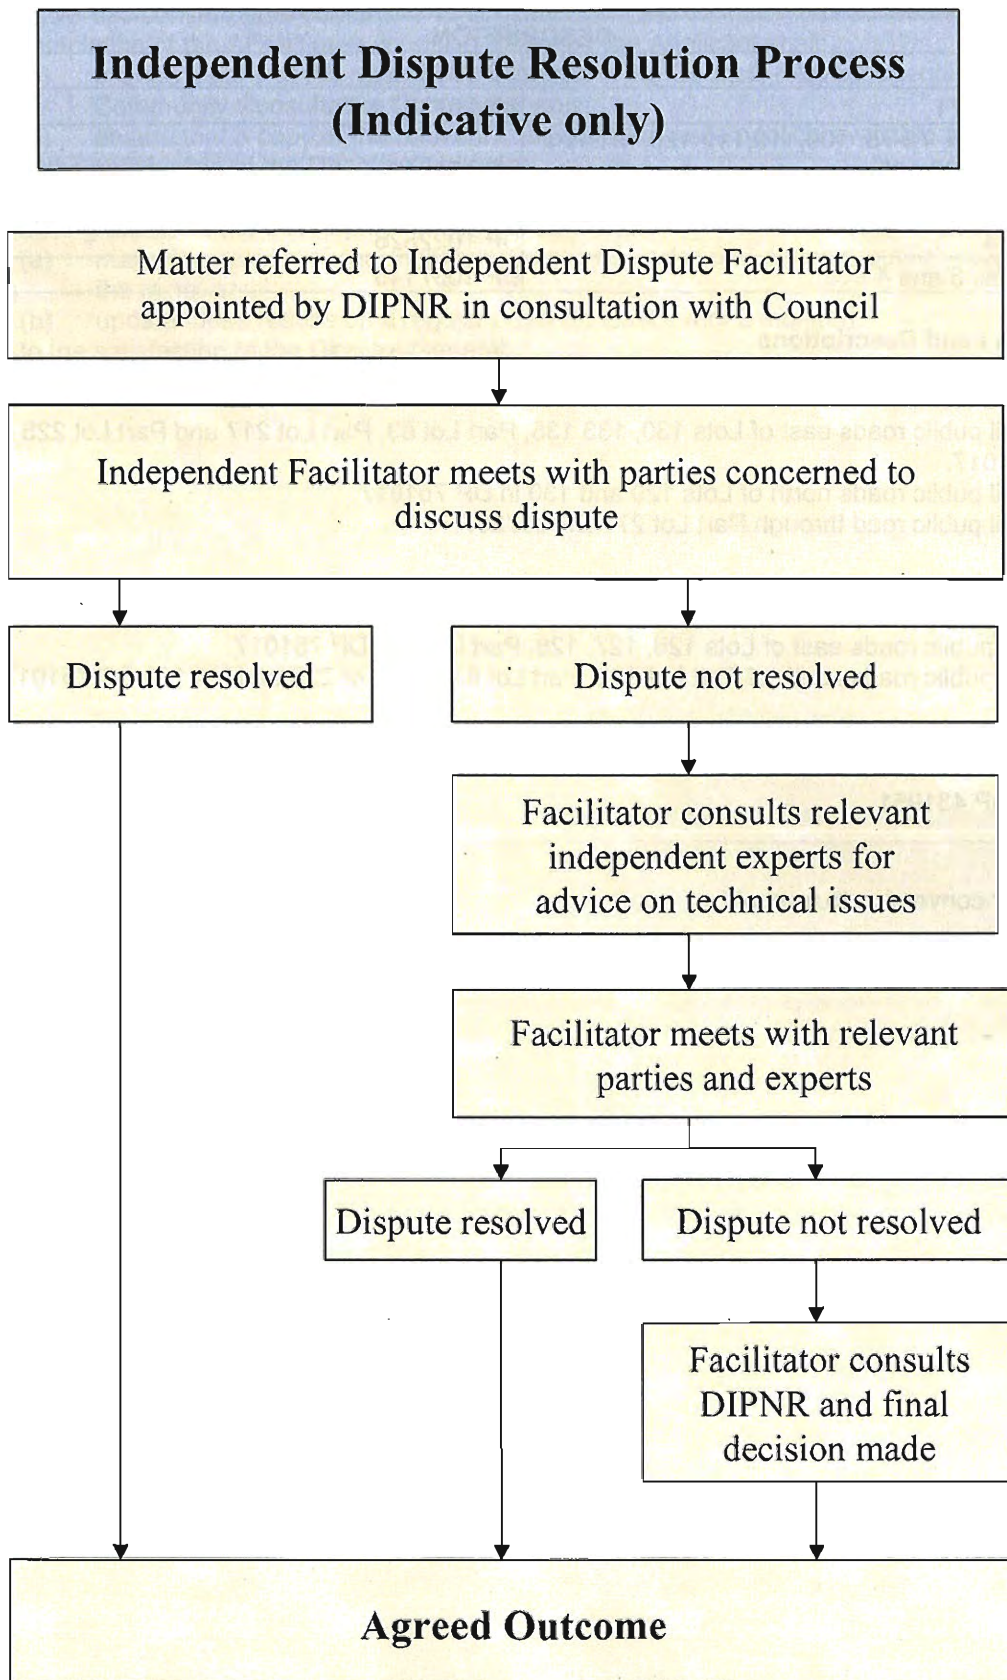 Independent Dispute Resolution Process
(Indicative only)
Matter referred to Independent Dispute Facilitator
appointed by DIPNR in consultation with Council
Independent Facilitator meets with parties concerned to
discuss dispute
Dispute resolved
Dispute not resolved
Facilitator consults relevant
independent experts for
advice on technical issues
Facilitator meets with relevant
parties and experts
Dispute resolved
Dispute not resolved
Facilitator consults
DIPNR and final
decision made
Agreed Outcome